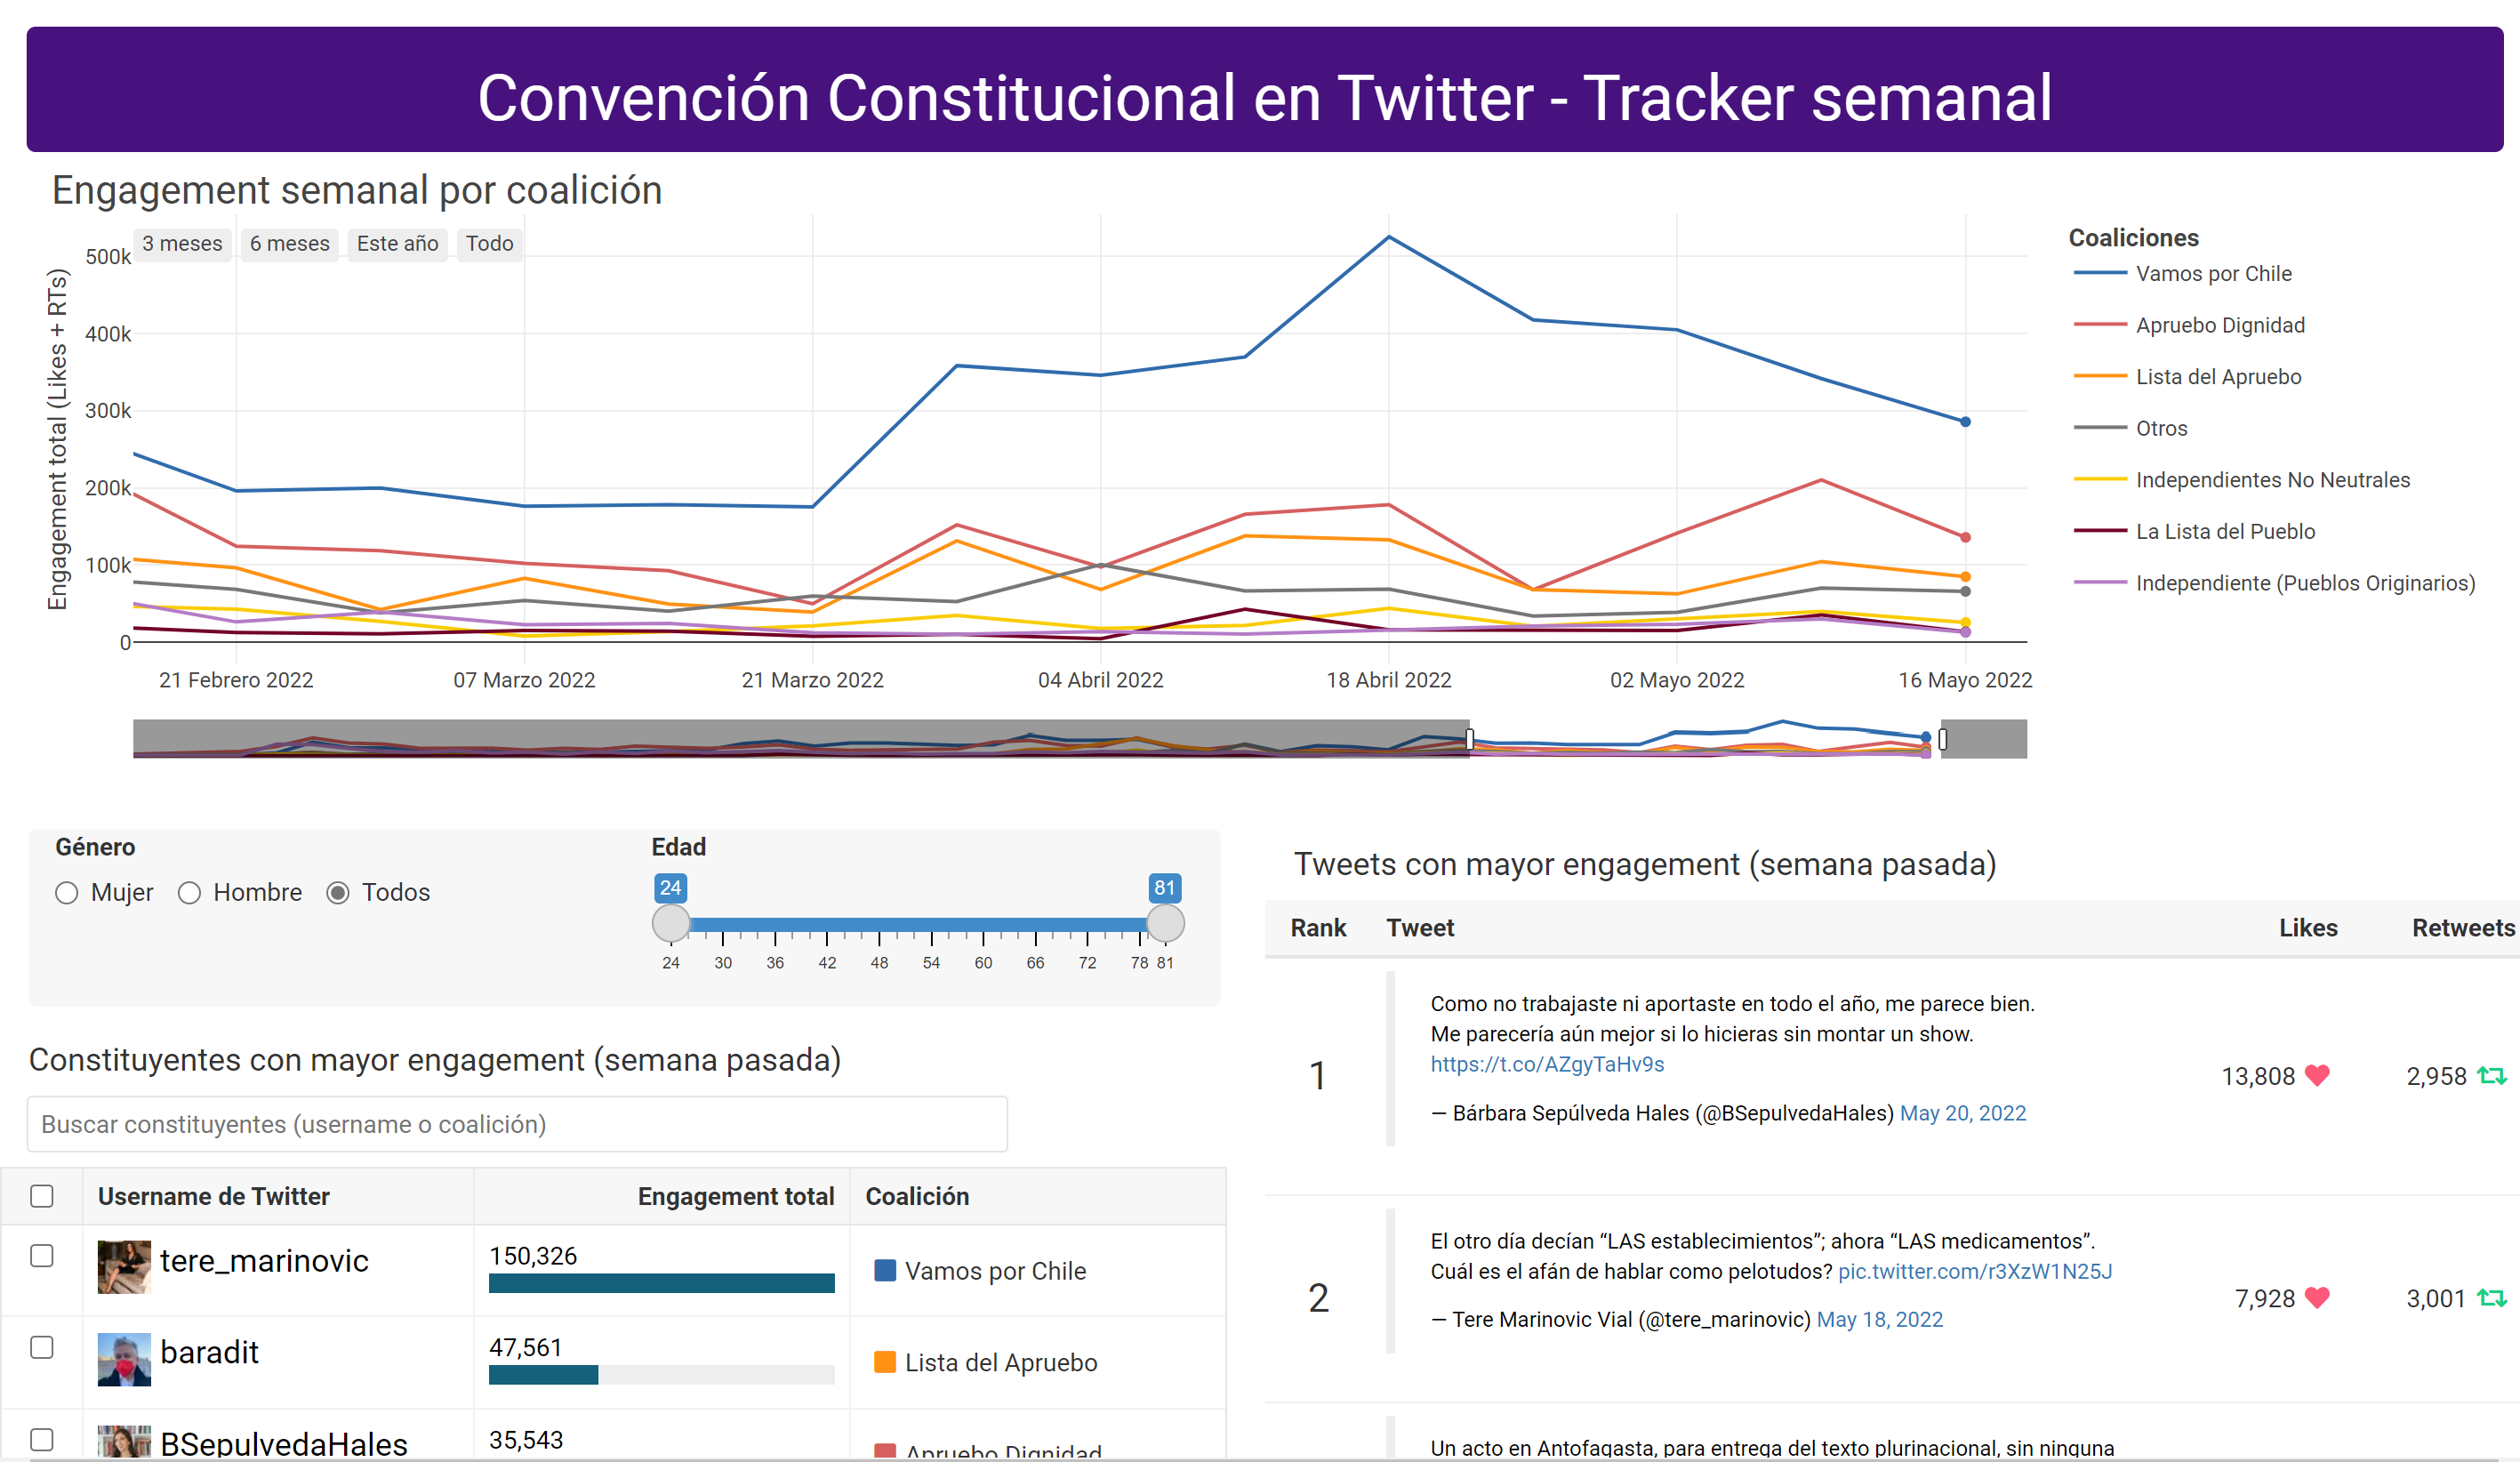 Convención Constitucional en Twitter - Tracker semanal
Engagement semanal por coalición
3 meses
6 meses
Este año
Todo
Engagement total (Likes + RTs)
500k
400k
300k
200k
100k
0
21 Febrero 2022
07 Marzo 2022
21 Marzo 2022
04 Abril 2022
18 Abril 2022
02 Mayo 2022
16 Mayo 2022
Coaliciones
Vamos por Chile
Apruebo Dignidad
Lista del Apruebo
Otros
Independientes No Neutrales
La Lista del Pueblo
Independiente (Pueblos Originarios)
Género
Mujer
Hombre
Todos
Edad
24
81
24 30 36 42 48 54 60 66 72 78 81
Constituyentes con mayor engagement (semana pasada)
Buscar constituyentes (username o coalición)
Username de Twitter Engagement total Coalición
tere_marinovic 150,326 Vamos por Chile
baradit 47,561 Lista del Apruebo
BSepulvedaHales 35,543 Apruebo Dignidad
Tweets con mayor engagement (semana pasada)
Rank Tweet Likes Retweets
1
Como no trabajaste ni aportaste en todo el año, me parece bien.
Me parecería aún mejor si lo hicieras sin montar un show.
https://t.co/AZgyTaHv9s
— Bárbara Sepúlveda Hales (@BSepulvedaHales) May 20, 2022
13,808
2,958
2
El otro día decían “LAS establecimientos”; ahora “LAS medicamentos”.
Cuál es el afán de hablar como pelotudos? pic.twitter.com/r3XzW1N25J
— Tere Marinovic Vial (@tere_marinovic) May 18, 2022
7,928
3,001
Un acto en Antofagasta, para entrega del texto plurinacional, sin ninguna